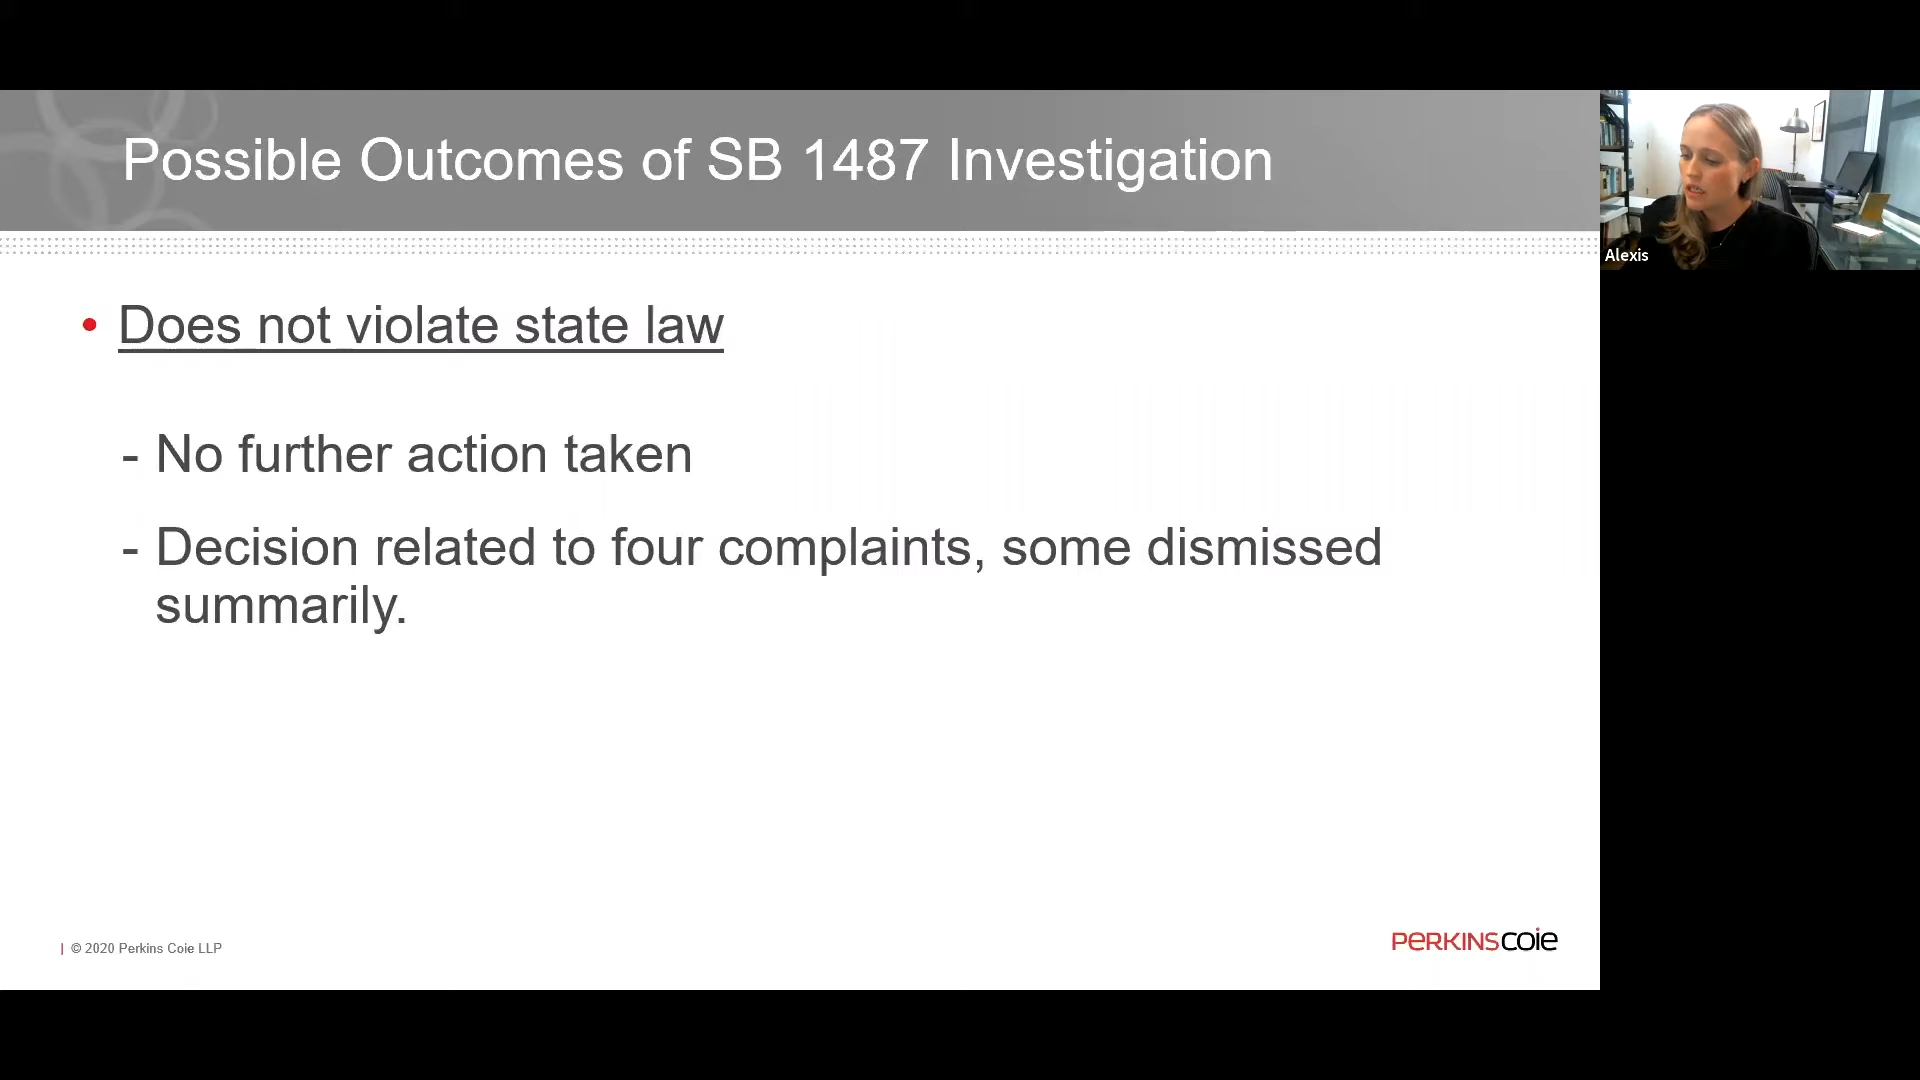 Possible Outcomes of SB 1487 Investigation
Alexis
• Does not violate state law
- No further action taken
- Decision related to four complaints, some dismissed
summarily.
| © 2020 Perkins Coie LLP
PERKINSCOIE